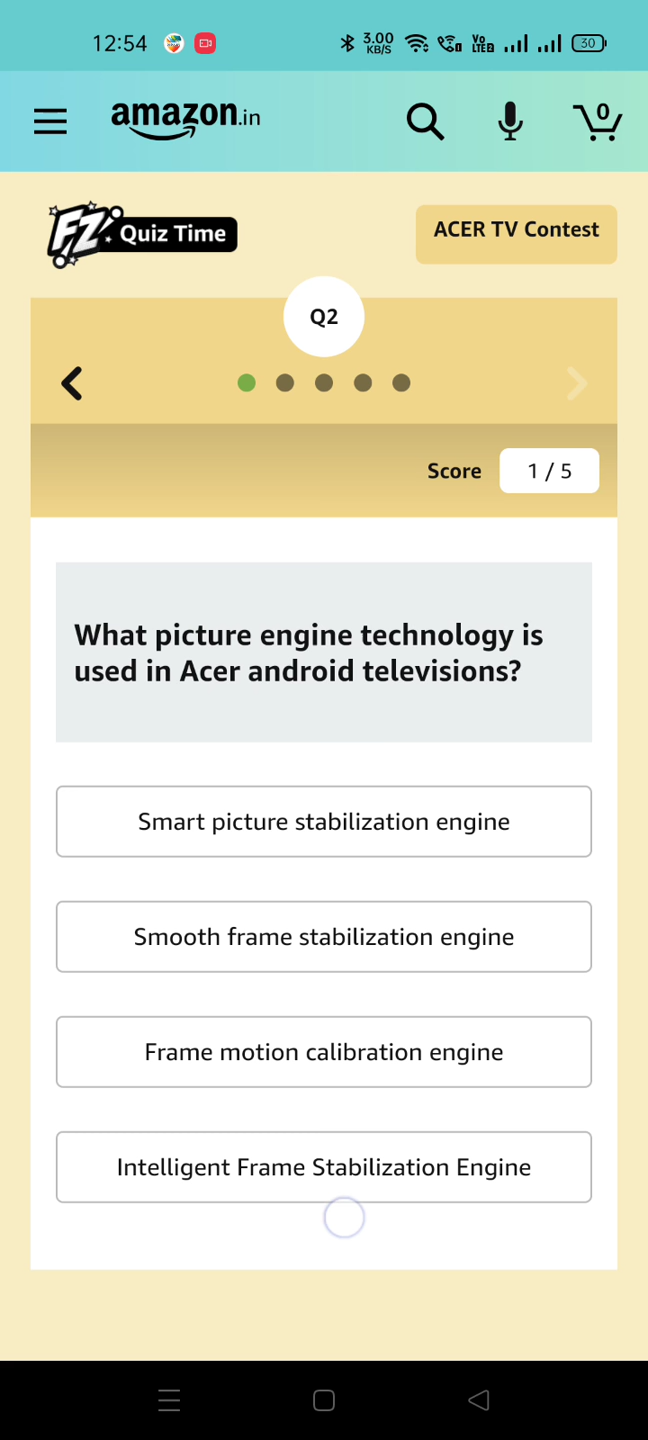 12:54 3.00 KB/S Vo LTE2 30
amazon.in 0
FZ Quiz Time ACER TV Contest
Q2
Score 1 / 5
What picture engine technology is
used in Acer android televisions?
Smart picture stabilization engine
Smooth frame stabilization engine
Frame motion calibration engine
Intelligent Frame Stabilization Engine